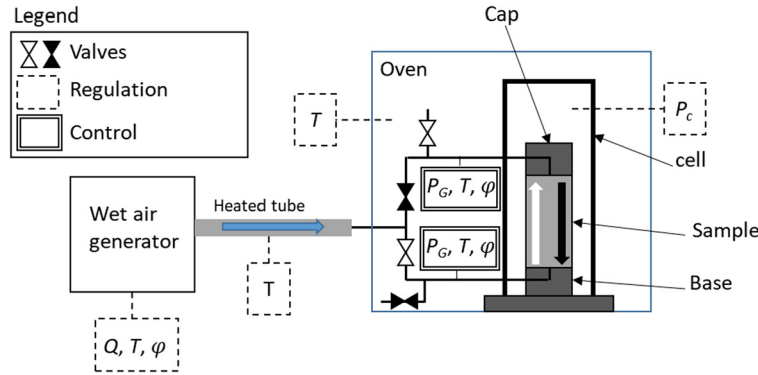 Legend
Valves
Regulation
Control
Cap
Oven
T
P_c
cell
P_G, T, φ
Wet air
generator
Heated tube
Sample
P_G, T, φ
T
Base
Q, T, φ